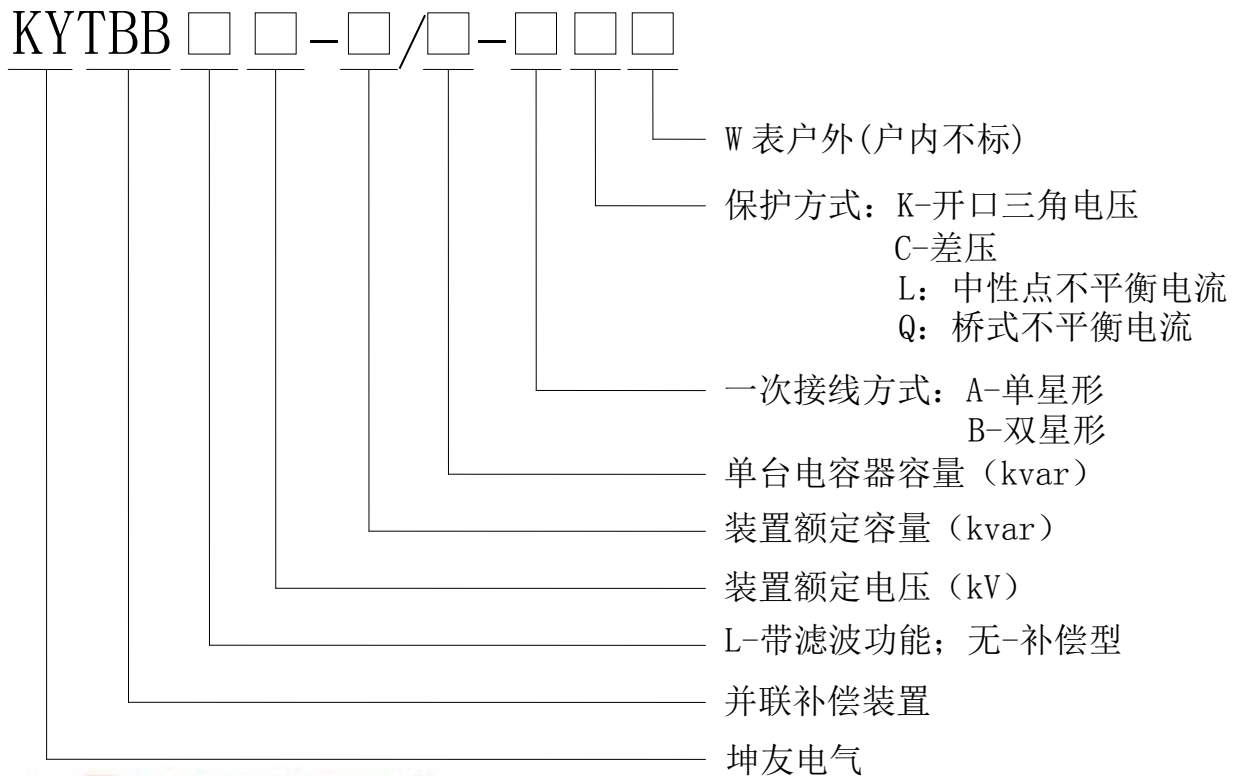 KYTBB□□-□/□-□□□
W表户外(户内不标)
保护方式：K-开口三角电压
C-差压
L：中性点不平衡电流
Q：桥式不平衡电流
一次接线方式：A-单星形
B-双星形
单台电容器容量（kvar）
装置额定容量（kvar）
装置额定电压（kV）
L-带滤波功能；无-补偿型
并联补偿装置
坤友电气